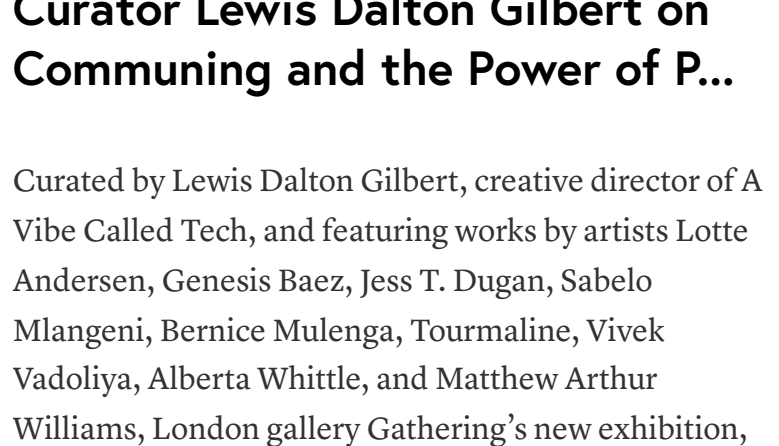 Curator Lewis Dalton Gilbert on
Communing and the Power of P...
Curated by Lewis Dalton Gilbert, creative director of A
Vibe Called Tech, and featuring works by artists Lotte
Andersen, Genesis Baez, Jess T. Dugan, Sabelo
Mlangeni, Bernice Mulenga, Tourmaline, Vivek
Vadoliya, Alberta Whittle, and Matthew Arthur
Williams, London gallery Gathering’s new exhibition,